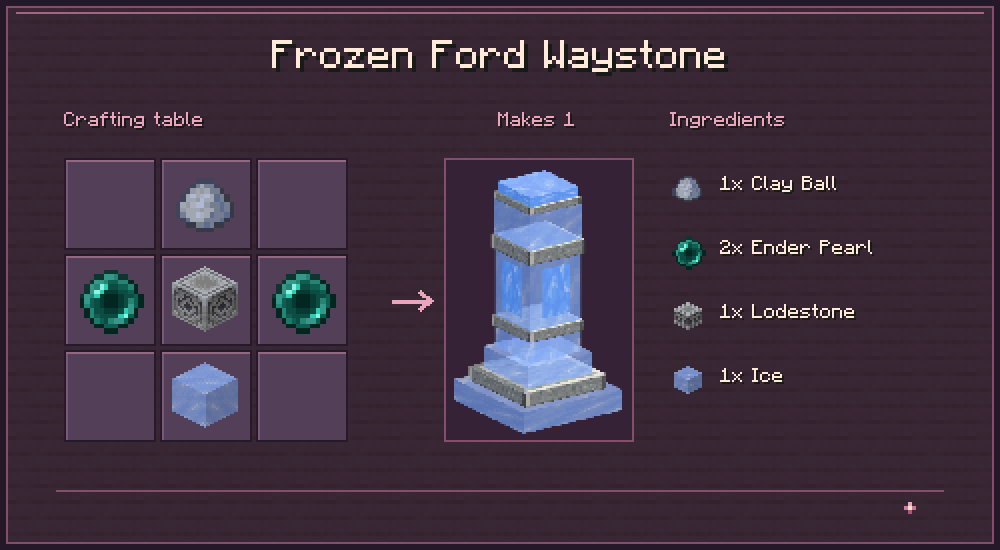 Frozen Ford Waystone
Crafting table
Makes 1
Ingredients
1x Clay Ball
2x Ender Pearl
1x Lodestone
1x Ice